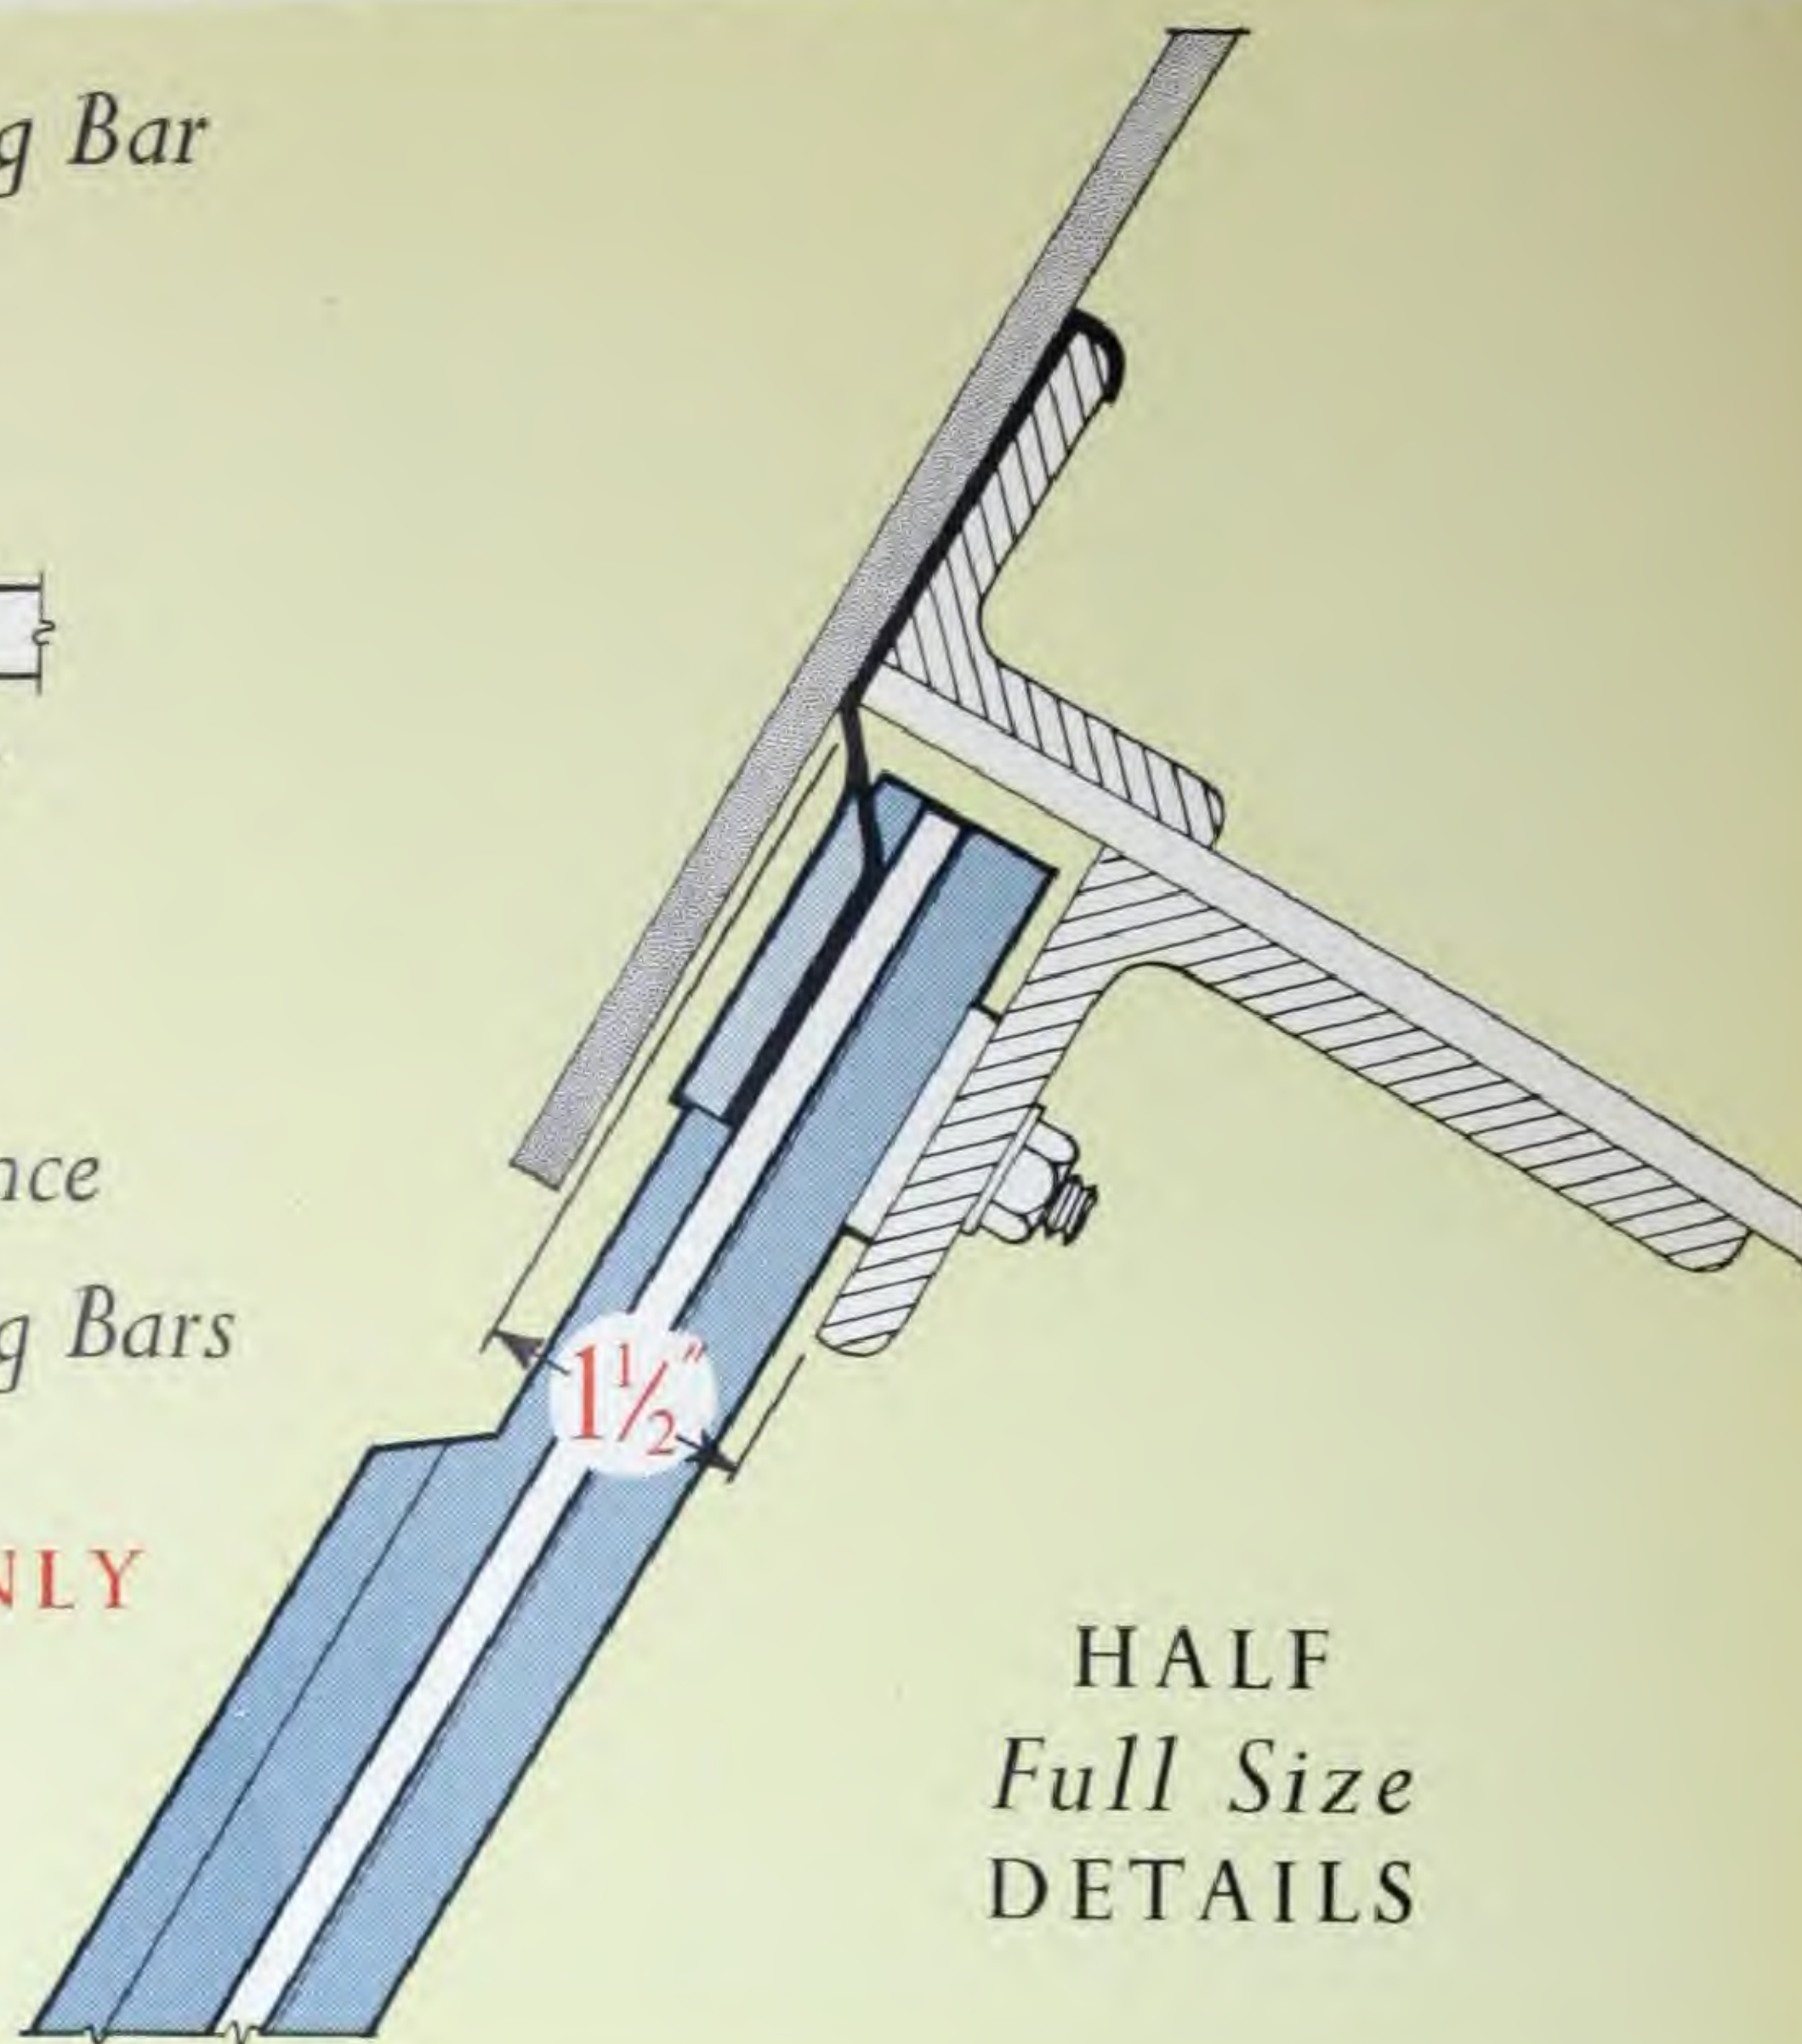 g Bar
nce
g Bars
NLY
1½"
HALF
Full Size
DETAILS